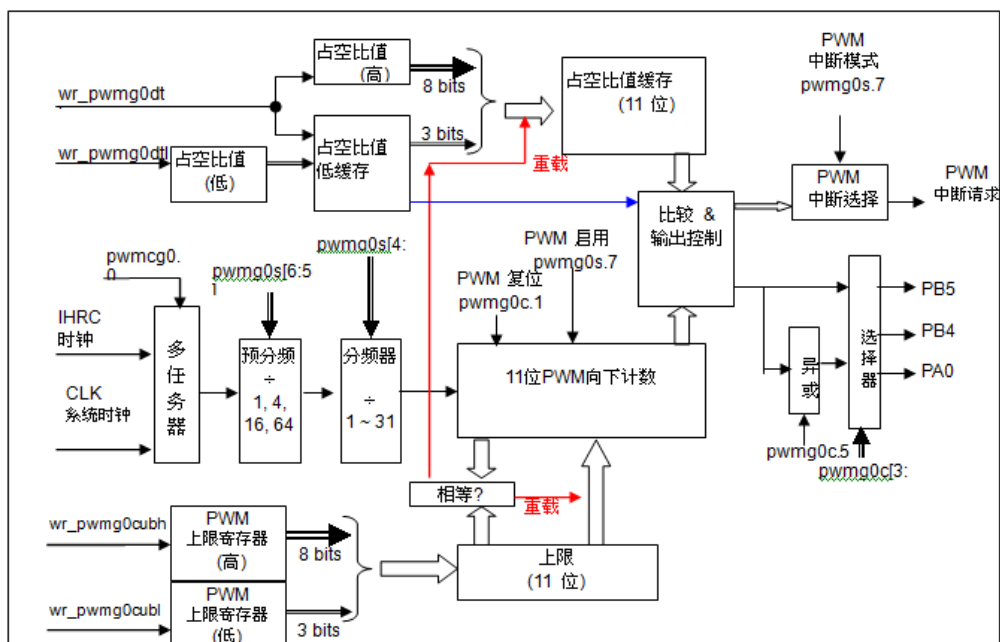 占空比值
(高)
8 bits
wr_pwmg0dt
占空比值
低缓存
3 bits
wr_pwmg0dtl
占空比值
(低)
重载
占空比值缓存
(11 位)
PWM
中断模式
pwmg0s.7
PWM
中断选择
PWM
中断请求
比较 &
输出控制
pwmcg0.
0
pwmg0s[6:5]
pwmg0s[4:
PWM 启用
pwmg0s.7
PWM 复位
pwmg0c.1
IHRC
时钟
CLK
系统时钟
多任务器
预分频
÷
1, 4,
16, 64
分频器
÷
1 ~ 31
11位PWM向下计数
PB5
PB4
PA0
选择器
异或
pwmg0c.5
pwmg0c[3:
相等?
重载
wr_pwmg0cubh
PWM
上限寄存器
(高)
8 bits
上限
(11 位)
wr_pwmg0cubl
PWM
上限寄存器
(低)
3 bits